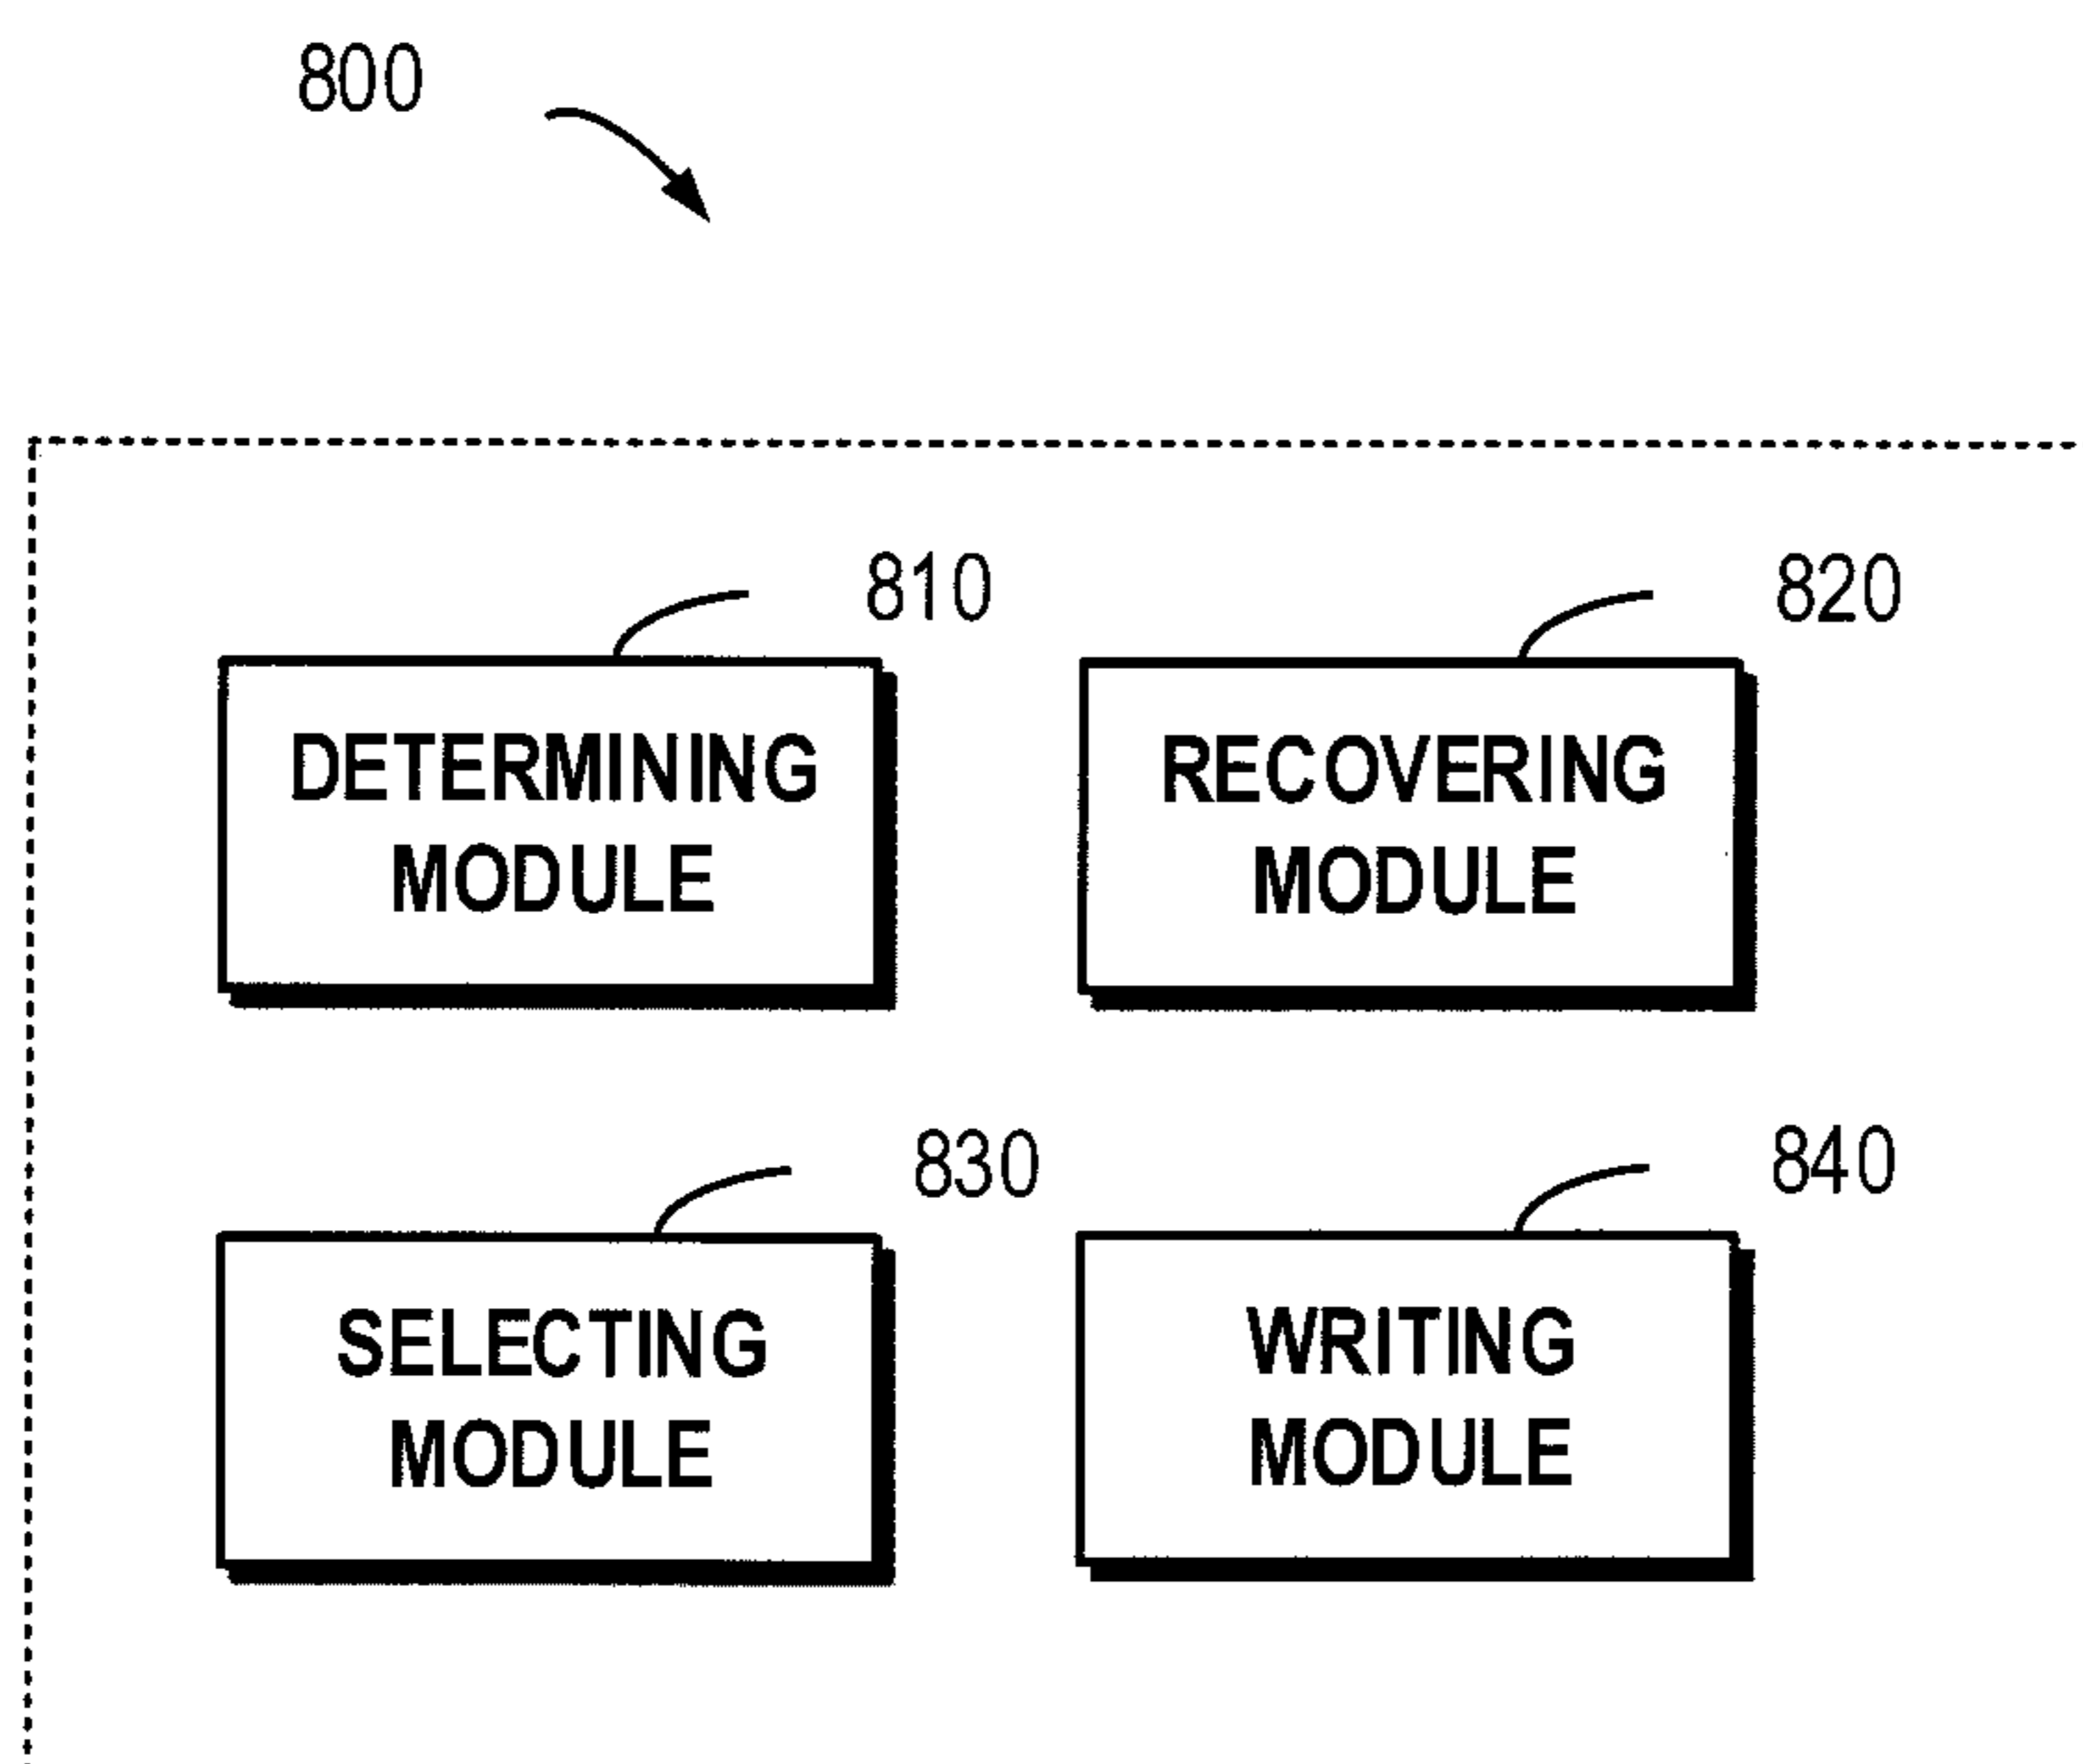 800
810
820
DETERMINING
MODULE
RECOVERING
MODULE
830
840
SELECTING
MODULE
WRITING
MODULE